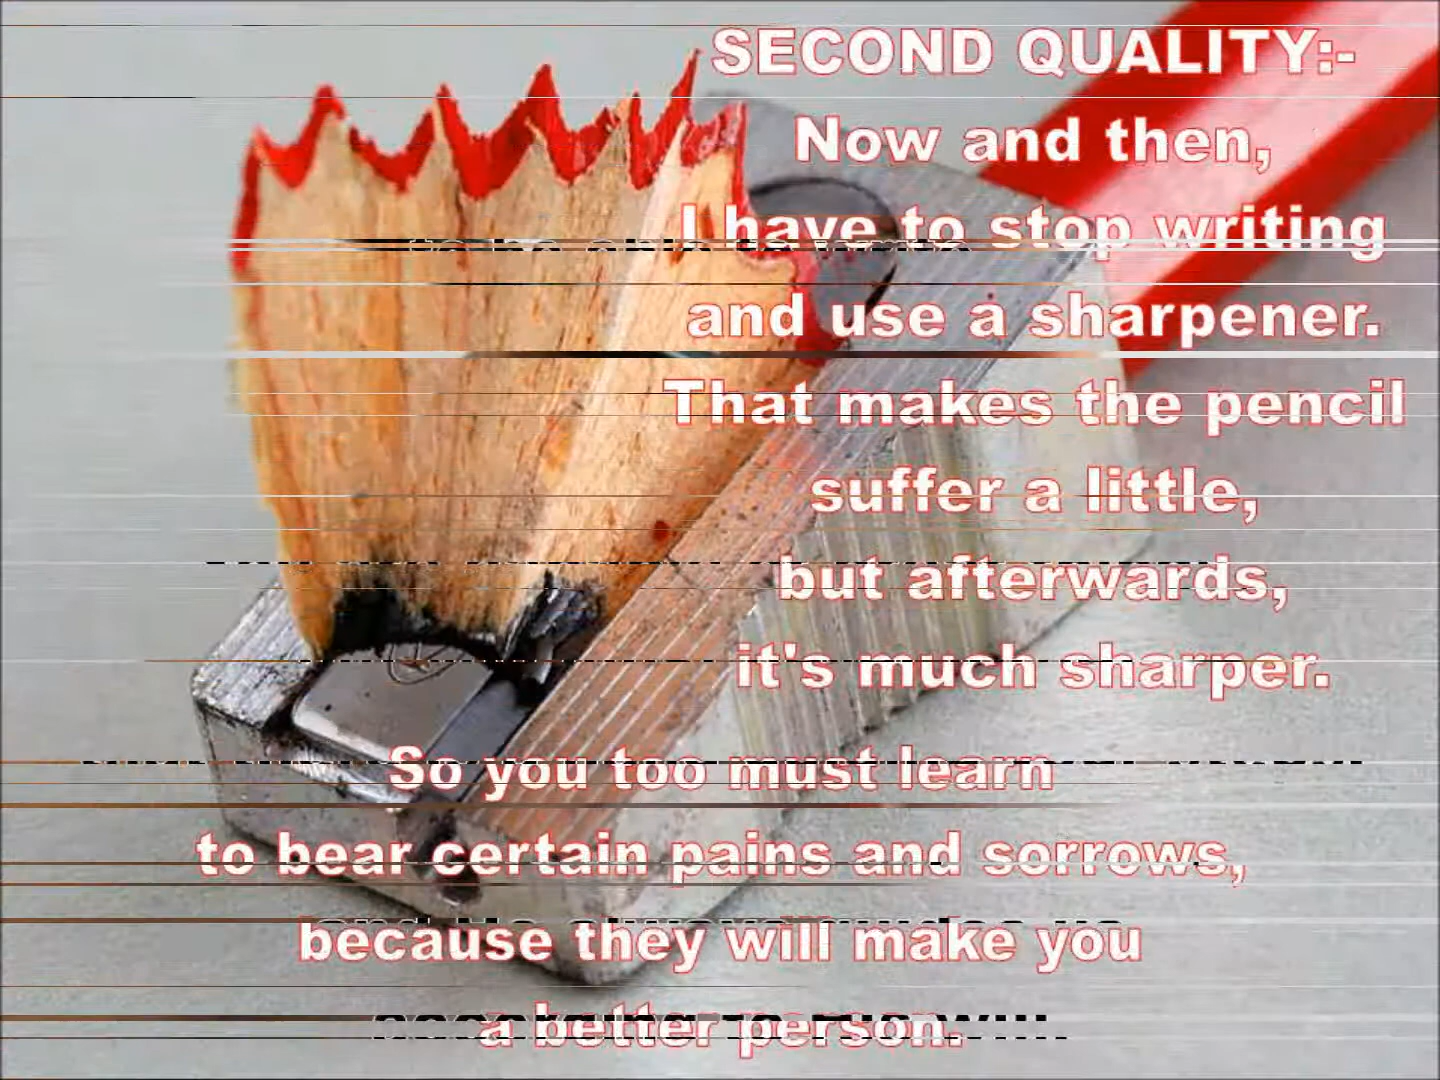 SECOND QUALITY:-
Now and then,
I have to stop writing
and use a sharpener.
That makes the pencil
suffer a little,
but afterwards,
it's much sharper.
So you too must learn
to bear certain pains and sorrows,
because they will make you
a better person.